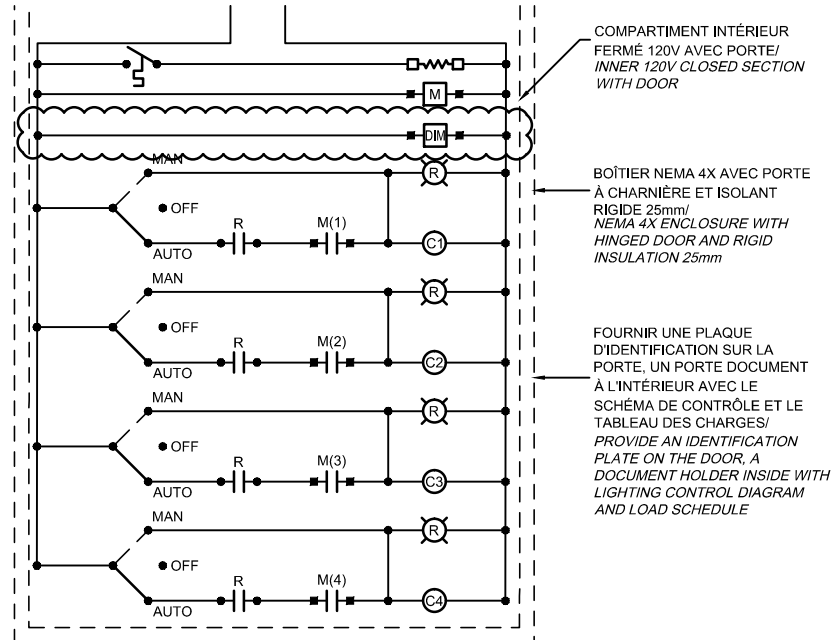 COMPARTIMENT INTÉRIEUR
FERMÉ 120V AVEC PORTE/
INNER 120V CLOSED SECTION
WITH DOOR
M
DIM
MAN
R
BOÎTIER NEMA 4X AVEC PORTE
À CHARNIÈRE ET ISOLANT
RIGIDE 25mm/
NEMA 4X ENCLOSURE WITH
HINGED DOOR AND RIGID
INSULATION 25mm
OFF
R
M(1)
C1
AUTO
MAN
R
OFF
R
M(2)
C2
AUTO
FOURNIR UNE PLAQUE
D'IDENTIFICATION SUR LA
PORTE, UN PORTE DOCUMENT
À L'INTÉRIEUR AVEC LE
SCHÉMA DE CONTRÔLE ET LE
TABLEAU DES CHARGES/
PROVIDE AN IDENTIFICATION
PLATE ON THE DOOR, A
DOCUMENT HOLDER INSIDE WITH
LIGHTING CONTROL DIAGRAM
AND LOAD SCHEDULE
MAN
R
OFF
R
M(3)
C3
AUTO
MAN
R
OFF
R
M(4)
C4
AUTO